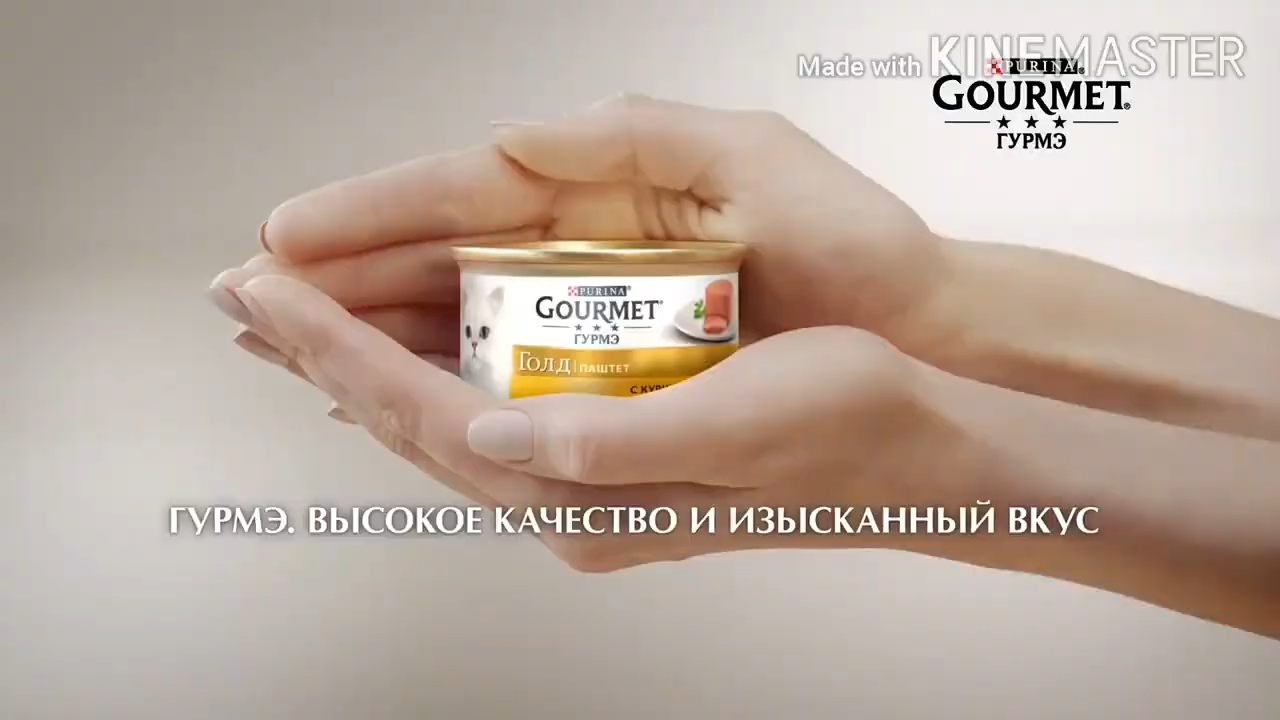 Made with KINEMASTER
PURINA
GOURMET
ГУРМЭ
PURINA
GOURMET
ГУРМЭ
ГОЛД | ПАШТЕТ
ГУРМЭ. ВЫСОКОЕ КАЧЕСТВО И ИЗЫСКАННЫЙ ВКУС